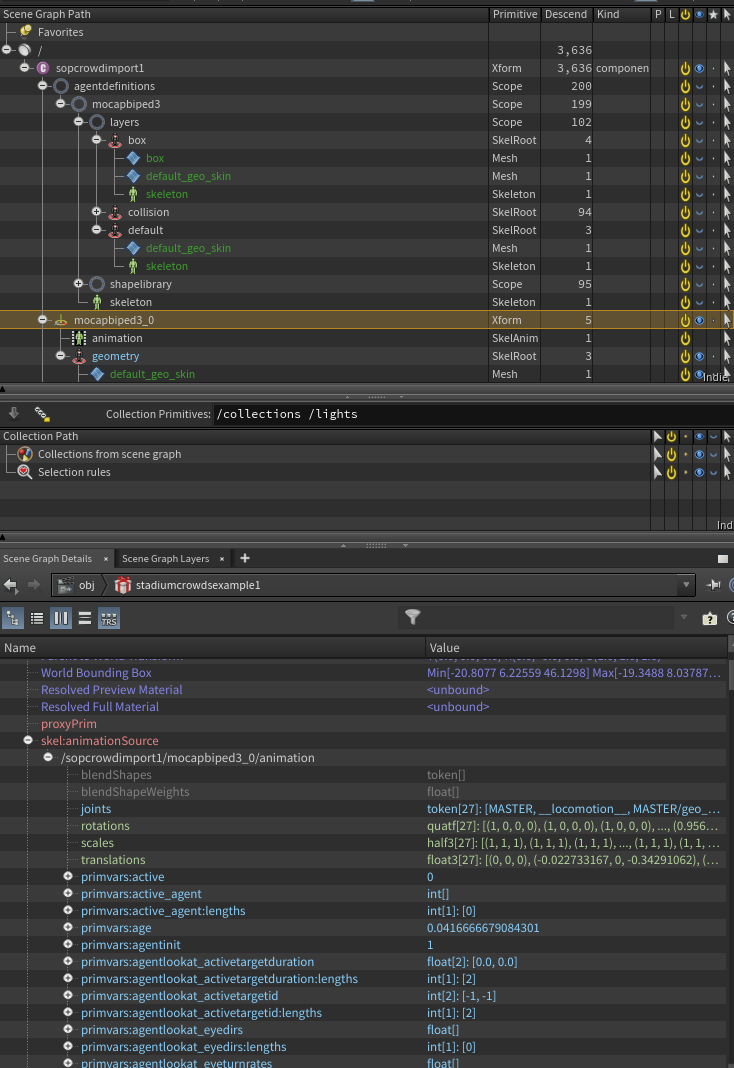 Scene Graph Path Primitive Descend Kind P L
Favorites
/ 3,636
sopcrowdimport1 Xform 3,636 componen
agentdefinitions Scope 200
mocapbiped3 Scope 199
layers Scope 102
box SkelRoot 4
box Mesh 1
default_geo_skin Mesh 1
skeleton Skeleton 1
collision SkelRoot 94
default SkelRoot 3
default_geo_skin Mesh 1
skeleton Skeleton 1
shapelibrary Scope 95
skeleton Skeleton 1
mocapbiped3_0 Xform 5
animation SkelAnim 1
geometry SkelRoot 3
default_geo_skin Mesh 1 Indie
Collection Primitives: /collections /lights
Collection Path
Collections from scene graph
Selection rules
Ind
Scene Graph Details × Scene Graph Layers × +
obj stadiumcrowdsexample1
TRS
Name Value
World Bounding Box Min[-20.8077 6.22559 46.1298] Max[-19.3488 8.03787...
Resolved Preview Material <unbound>
Resolved Full Material <unbound>
proxyPrim
skel:animationSource
/sopcrowdimport1/mocapbiped3_0/animation
blendShapes token[]
blendShapeWeights float[]
joints token[27]: [MASTER, __locomotion__, MASTER/geo_...
rotations quatf[27]: [(1, 0, 0, 0), (1, 0, 0, 0), (1, 0, 0, 0), ..., (0.956...
scales half3[27]: [(1, 1, 1), (1, 1, 1), (1, 1, 1), ..., (1, 1, 1), (1, 1, ...
translations float3[27]: [(0, 0, 0), (-0.022733167, 0, -0.34291062), (...
primvars:active 0
primvars:active_agent int[]
primvars:active_agent:lengths int[1]: [0]
primvars:age 0.0416666679084301
primvars:agentinit 1
primvars:agentlookat_activetargetduration float[2]: [0.0, 0.0]
primvars:agentlookat_activetargetduration:lengths int[1]: [2]
primvars:agentlookat_activetargetid int[2]: [-1, -1]
primvars:agentlookat_activetargetid:lengths int[1]: [2]
primvars:agentlookat_eyedirs float[]
primvars:agentlookat_eyedirs:lengths int[1]: [0]
primvars:agentlookat_eyeturnrates float[]